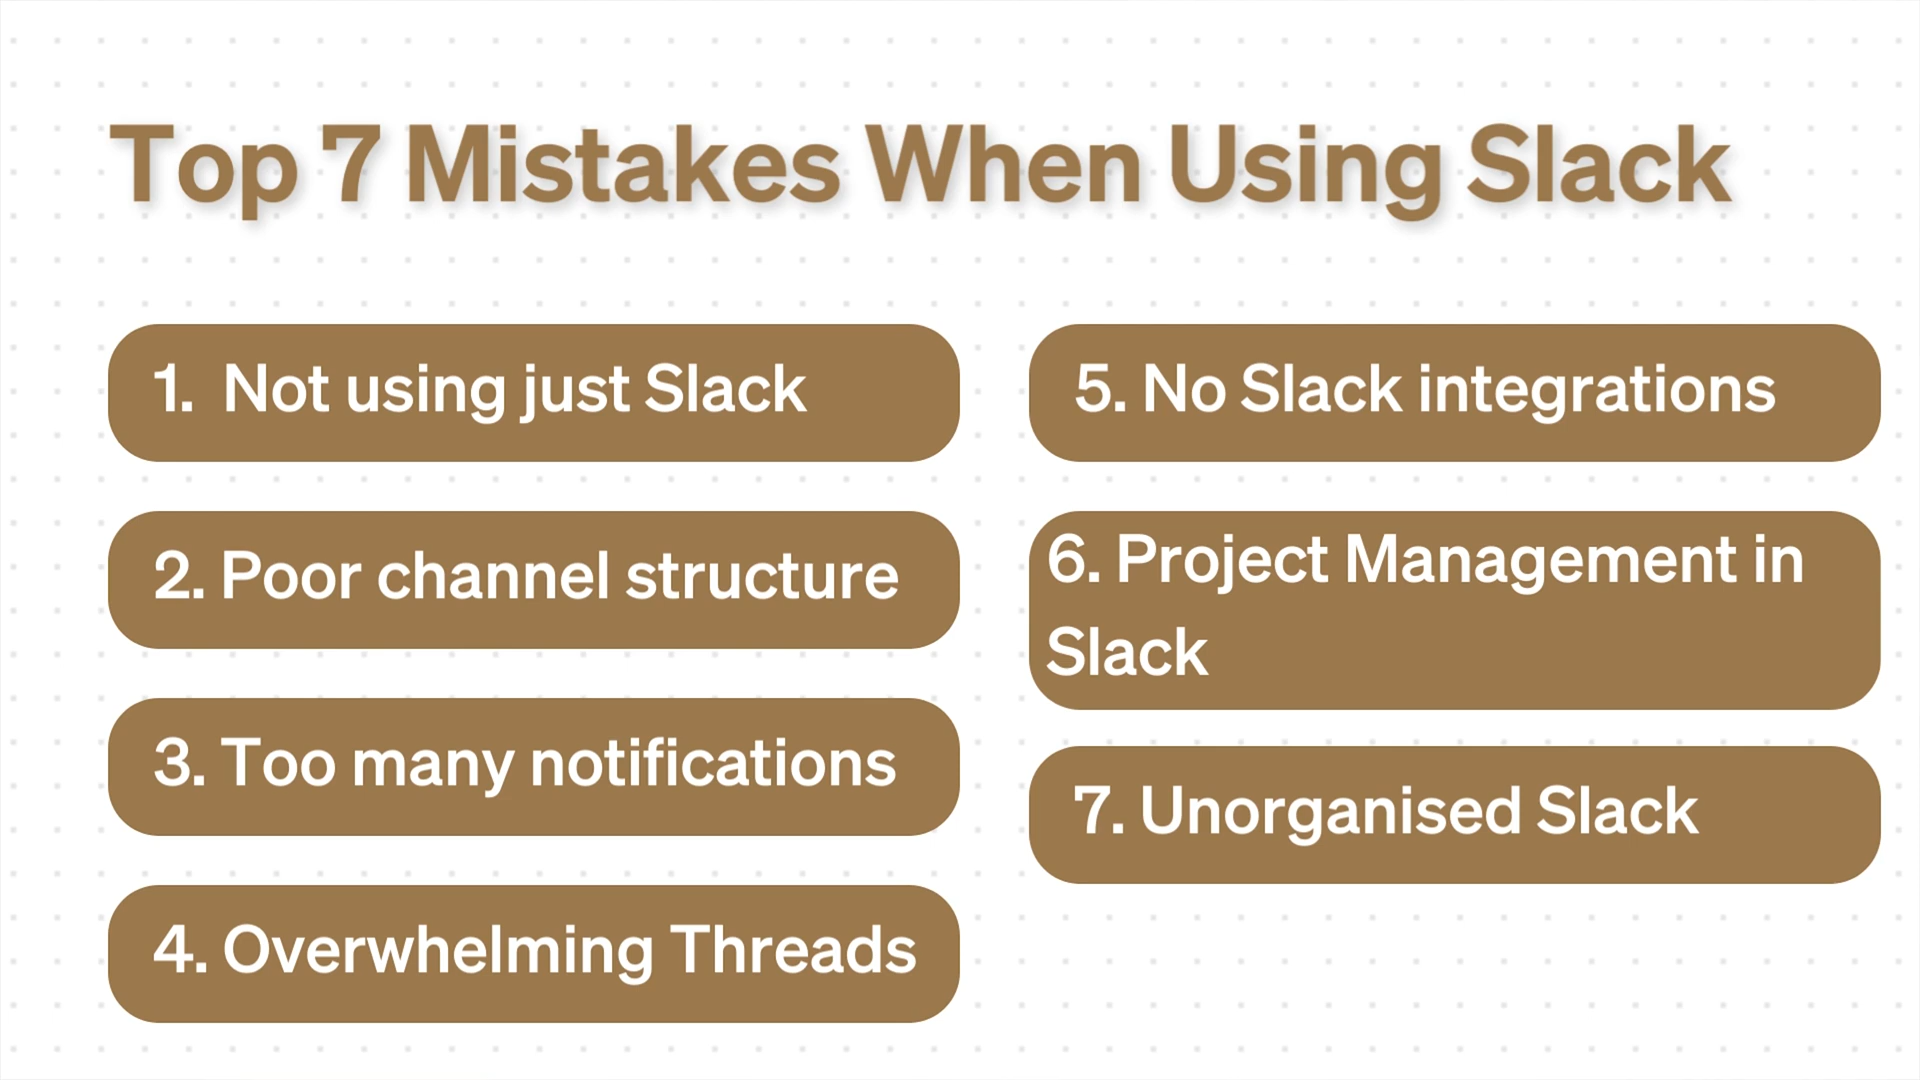 Top 7 Mistakes When Using Slack
1. Not using just Slack
2. Poor channel structure
3. Too many notifications
4. Overwhelming Threads
5. No Slack integrations
6. Project Management in
Slack
7. Unorganised Slack